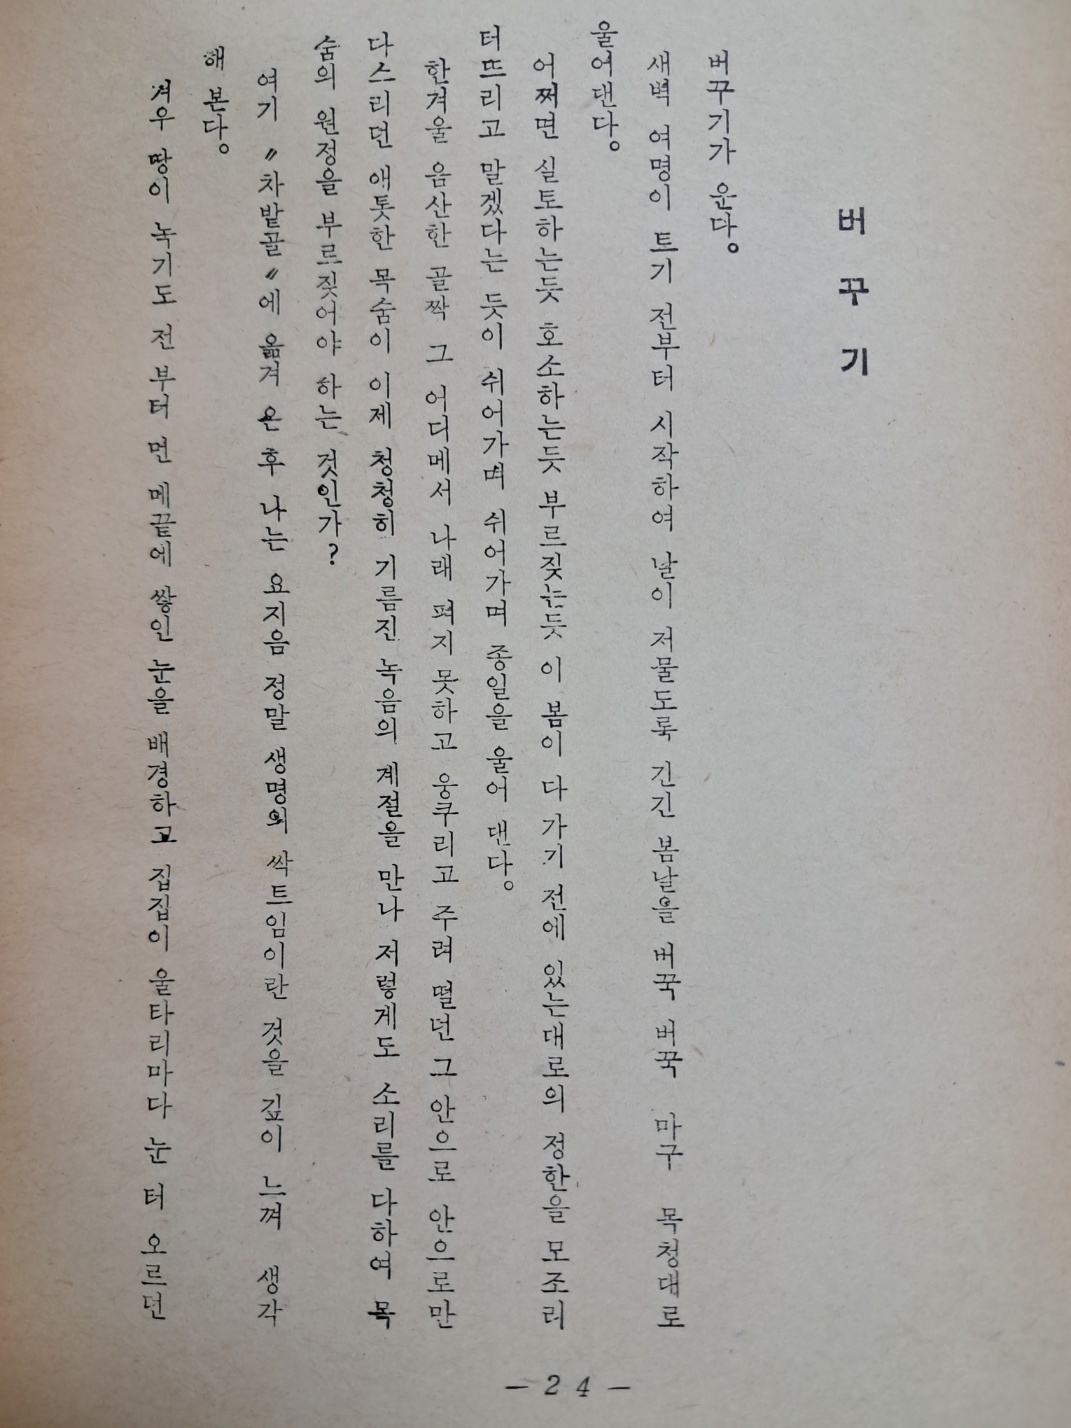 버꾸기
버꾸기가 운다。
새벽 여명이 트기 전부터 시작하여 날이 저물도록 긴긴 봄날을 버꾹 버꾹 마구 목청대로
울어댄다。
어쩌면 실토하는듯 호소하는듯 부르짖는듯 이 봄이 다 가기 전에 있는대로의 정한을 모조리
터뜨리고 말겠다는 듯이 쉬어가며 쉬어가며 종일을 울어 댄다。
한겨울 음산한 골짝 그 어디메서 나래 펴지 못하고 웅쿠리고 주려 떨던 그 안으로 안으로만
다스리던 애톳한 목숨이 이제 청청히 기름진 녹음의 계절을 만나 저렇게도 소리를 다하여 목
숨의 원정을 부르짖어야 하는 것인가?
여기 〃차밭골〃에 옮겨 온 후 나는 요지음 정말 생명의 싹트임이란 것을 깊이 느껴 생각
해 본다。
겨우 땅이 녹기도 전 부터 먼 메끝에 쌓인 눈을 배경하고 집집이 울타리마다 눈 터 오르던
—24—